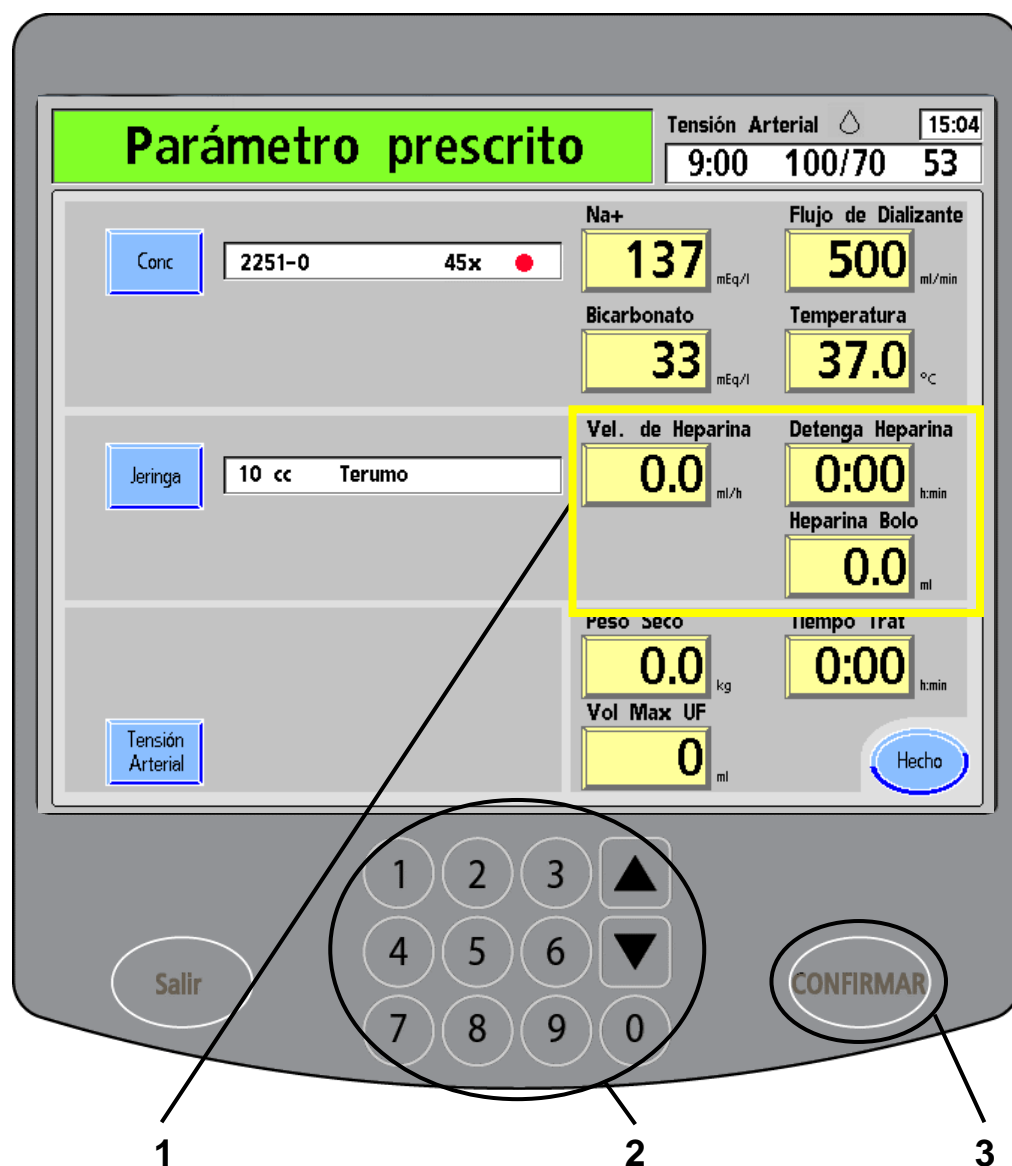 Parámetro prescrito
Tensión Arterial 15:04
9:00 100/70 53
Conc
2251-0 45x
Na+
137 mEq/l
Flujo de Dializante
500 ml/min
Bicarbonato
33 mEq/l
Temperatura
37.0 °C
Jeringa
10 cc Terumo
Vel. de Heparina
0.0 ml/h
Detenga Heparina
0:00 h:min
Heparina Bolo
0.0 ml
Peso Seco
0.0 kg
Tiempo Trat
0:00 h:min
Vol Max UF
0 ml
Tensión
Arterial
Hecho
1 2 3
4 5 6
7 8 9 0
Salir
CONFIRMAR
1 2 3